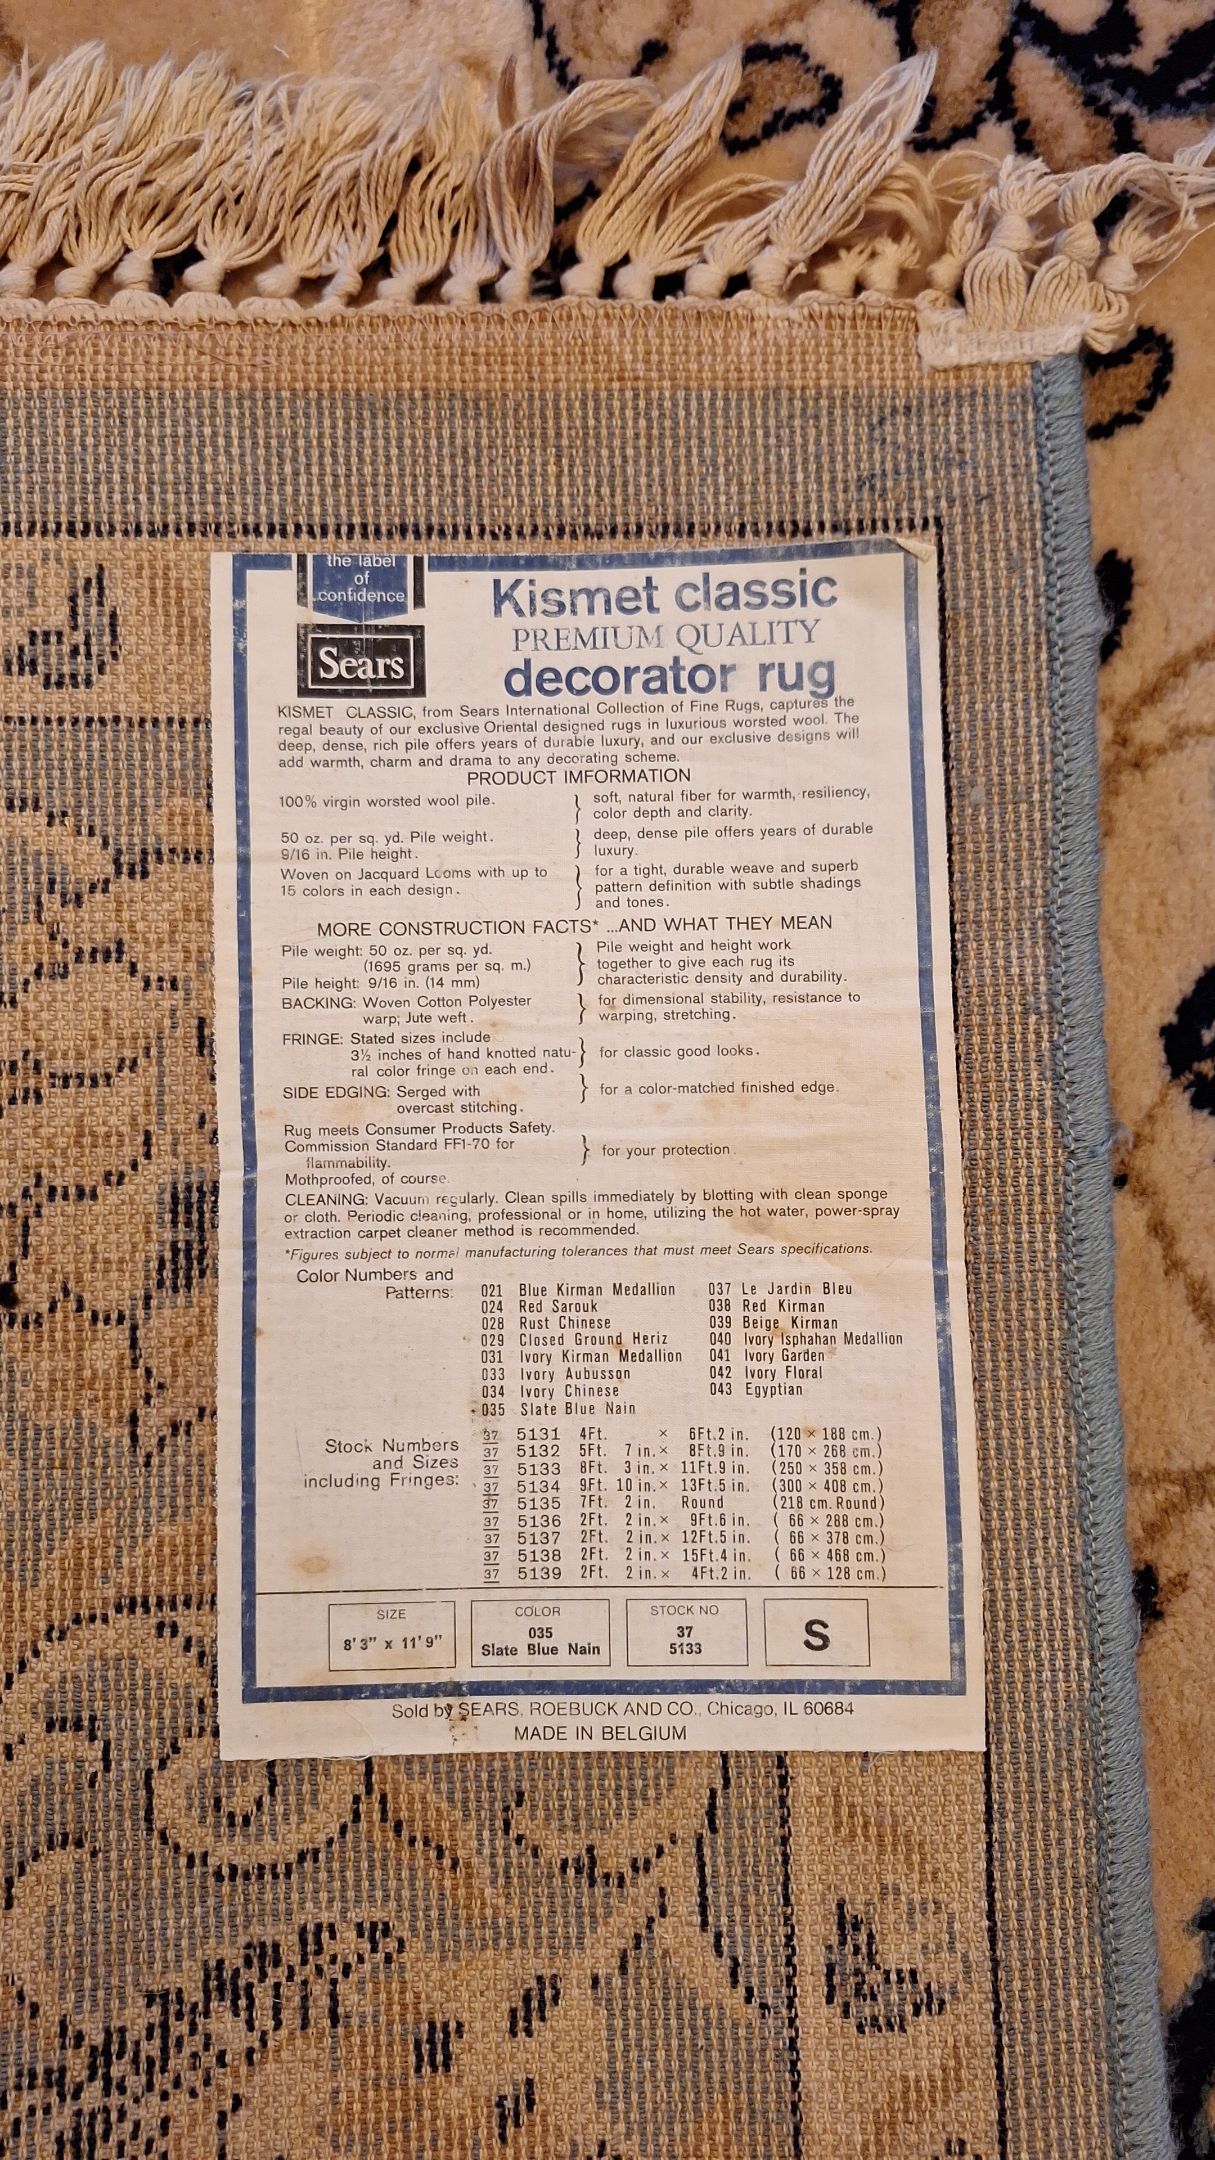 the label
of
confidence
Sears
Kismet classic
PREMIUM QUALITY
decorator rug
KISMET CLASSIC, from Sears International Collection of Fine Rugs, captures the
regal beauty of our exclusive Oriental designed rugs in luxurious worsted wool. The
deep, dense, rich pile offers years of durable luxury, and our exclusive designs will
add warmth, charm and drama to any decorating scheme.
PRODUCT IMFORMATION
100% virgin worsted wool pile. } soft, natural fiber for warmth, resiliency,
color depth and clarity.
50 oz. per sq. yd. Pile weight. } deep, dense pile offers years of durable
9/16 in. Pile height. luxury.
Woven on Jacquard Looms with up to } for a tight, durable weave and superb
15 colors in each design. pattern definition with subtle shadings
and tones.
MORE CONSTRUCTION FACTS* ...AND WHAT THEY MEAN
Pile weight: 50 oz. per sq. yd. } Pile weight and height work
(1695 grams per sq. m.) together to give each rug its
Pile height: 9/16 in. (14 mm) characteristic density and durability.
BACKING: Woven Cotton Polyester } for dimensional stability, resistance to
warp; Jute weft. warping, stretching.
FRINGE: Stated sizes include
3½ inches of hand knotted natu- } for classic good looks.
ral color fringe on each end.
SIDE EDGING: Serged with } for a color-matched finished edge.
overcast stitching.
Rug meets Consumer Products Safety.
Commission Standard FF1-70 for } for your protection.
flammability.
Mothproofed, of course.
CLEANING: Vacuum regularly. Clean spills immediately by blotting with clean sponge
or cloth. Periodic cleaning, professional or in home, utilizing the hot water, power-spray
extraction carpet cleaner method is recommended.
*Figures subject to normal manufacturing tolerances that must meet Sears specifications.
Color Numbers and
Patterns: 021 Blue Kirman Medallion 037 Le Jardin Bleu
024 Red Sarouk 038 Red Kirman
028 Rust Chinese 039 Beige Kirman
029 Closed Ground Heriz 040 Ivory Isphahan Medallion
031 Ivory Kirman Medallion 041 Ivory Garden
033 Ivory Aubusson 042 Ivory Floral
034 Ivory Chinese 043 Egyptian
035 Slate Blue Nain
Stock Numbers
and Sizes
including Fringes:
37 5131 4Ft. × 6Ft.2 in. (120 × 188 cm.)
37 5132 5Ft. 7 in. × 8Ft.9 in. (170 × 268 cm.)
37 5133 8Ft. 3 in. × 11Ft.9 in. (250 × 358 cm.)
37 5134 9Ft. 10 in. × 13Ft.5 in. (300 × 408 cm.)
37 5135 7Ft. 2 in. Round (218 cm. Round)
37 5136 2Ft. 2 in. × 9Ft.6 in. ( 66 × 288 cm.)
37 5137 2Ft. 2 in. × 12Ft.5 in. ( 66 × 378 cm.)
37 5138 2Ft. 2 in. × 15Ft.4 in. ( 66 × 468 cm.)
37 5139 2Ft. 2 in. × 4Ft.2 in. ( 66 × 128 cm.)
SIZE
8'3" x 11'9"
COLOR
035
Slate Blue Nain
STOCK NO
37
5133
S
Sold by SEARS, ROEBUCK AND CO., Chicago, IL 60684
MADE IN BELGIUM